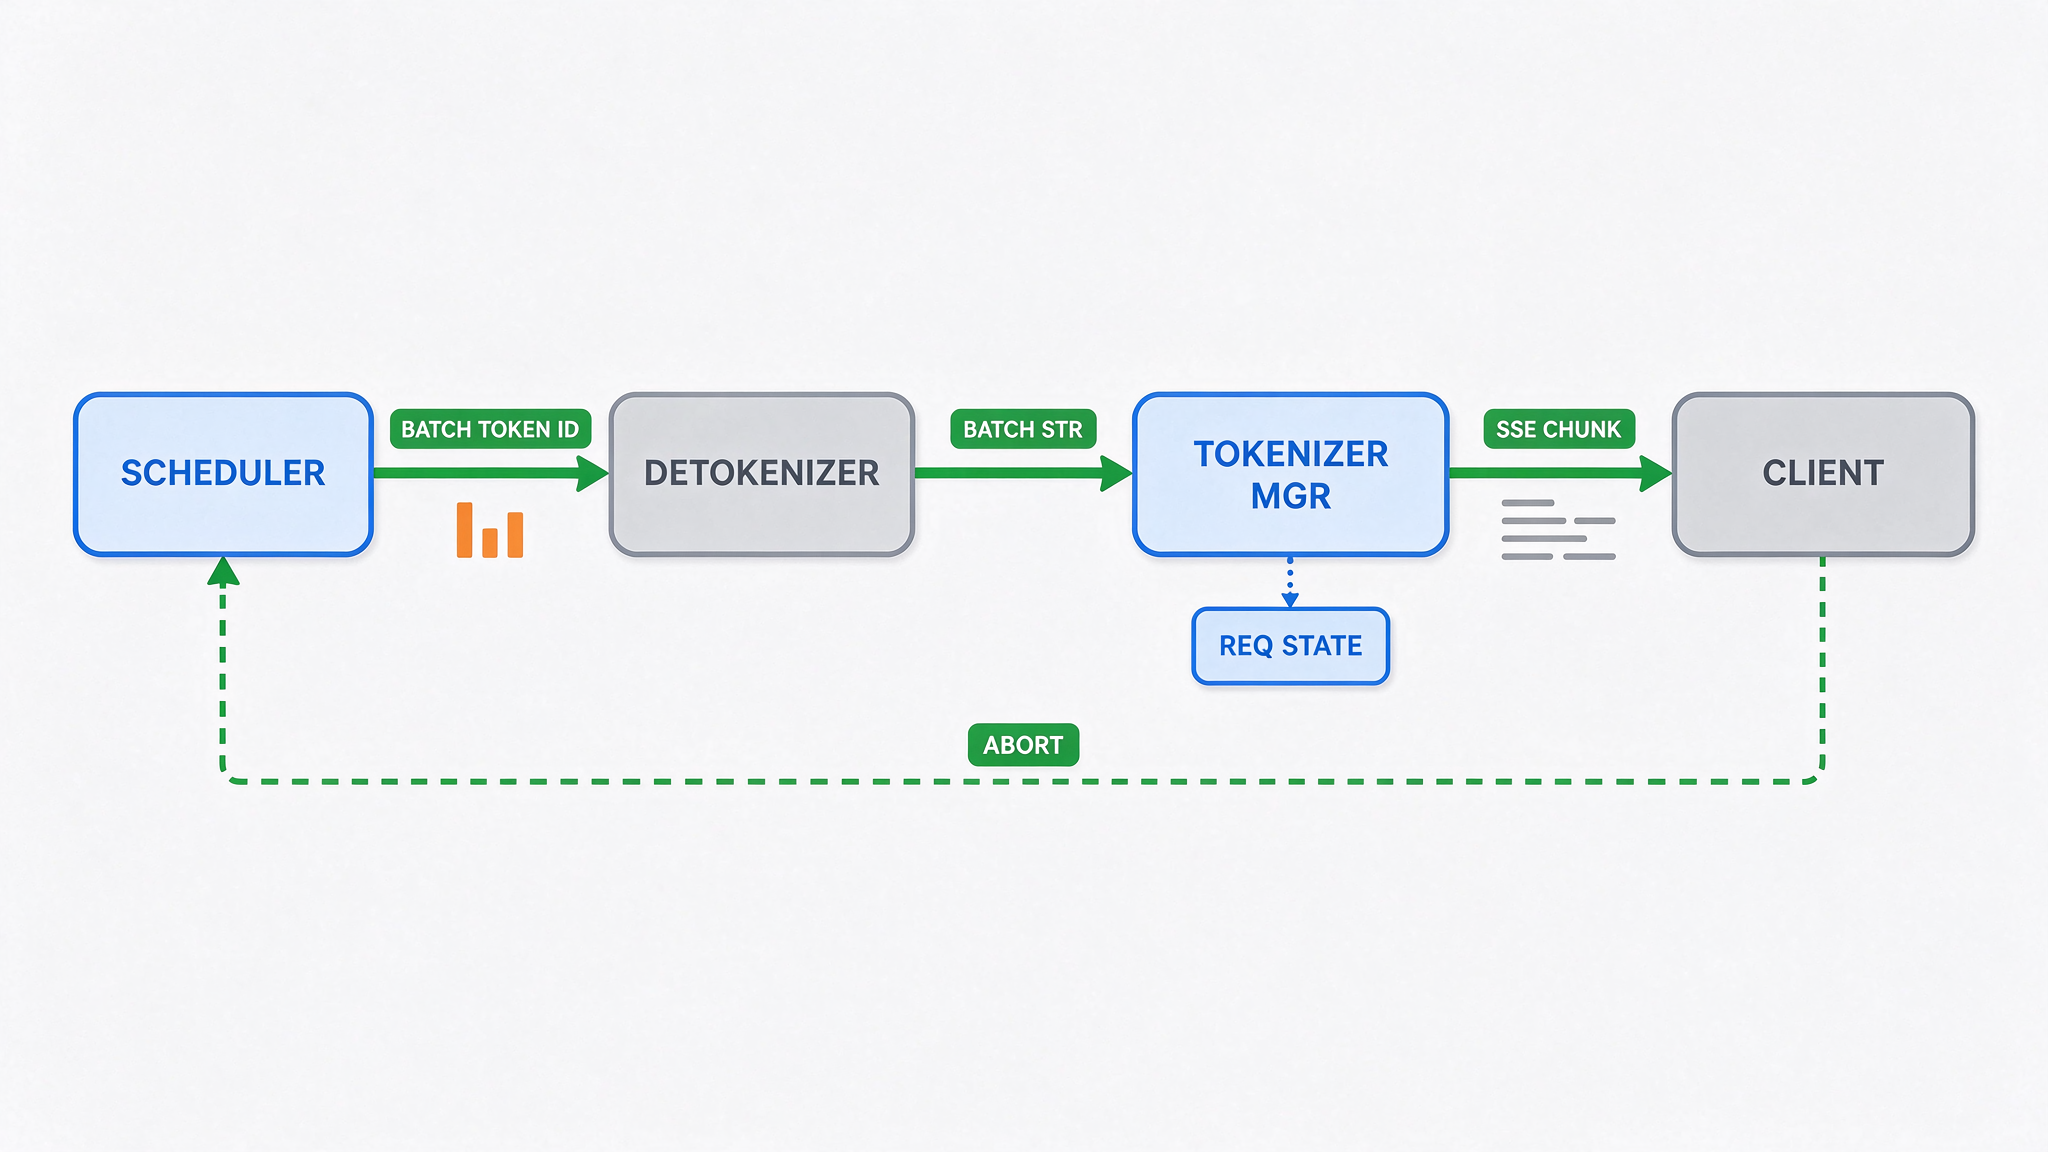 BATCH TOKEN ID
BATCH STR
SSE CHUNK
SCHEDULER
DETOKENIZER
TOKENIZER
MGR
CLIENT
REQ STATE
ABORT